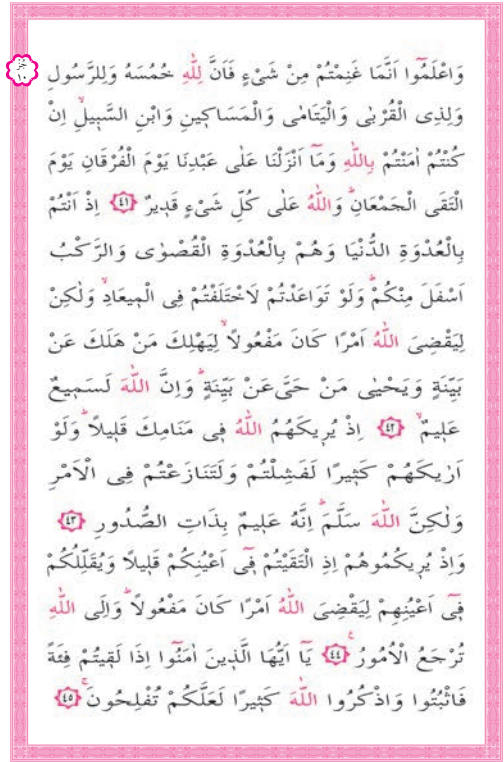 جز
١٠
وَاعْلَمُٓوا اَنَّمَا غَنِمْتُمْ مِنْ شَىْءٍ فَاَنَّ لِلّٰهِ خُمُسَهُ وَلِلرَّسُولِ
وَلِذِى الْقُرْبٰى وَالْيَتَامٰى وَالْمَسَاكٖينِ وَابْنِ السَّبٖيلِۙ اِنْ
كُنْتُمْ اٰمَنْتُمْ بِاللّٰهِ وَمَٓا اَنْزَلْنَا عَلٰى عَبْدِنَا يَوْمَ الْفُرْقَانِ يَوْمَ
الْتَقَى الْجَمْعَانِؕ وَاللّٰهُ عَلٰى كُلِّ شَىْءٍ قَدٖيرٌ ﴿٤١﴾ اِذْ اَنْتُمْ
بِالْعُدْوَةِ الدُّنْيَا وَهُمْ بِالْعُدْوَةِ الْقُصْوٰى وَالرَّكْبُ
اَسْفَلَ مِنْكُمْؕ وَلَوْ تَوَاعَدْتُمْ لَاخْتَلَفْتُمْ فِى الْمٖيعَادِۙ وَلٰكِنْ
لِيَقْضِىَ اللّٰهُ اَمْرًا كَانَ مَفْعُولًاۙ لِيَهْلِكَ مَنْ هَلَكَ عَنْ
بَيِّنَةٍ وَيَحْيٰى مَنْ حَىَّ عَنْ بَيِّنَةٍؕ وَاِنَّ اللّٰهَ لَسَمٖيعٌ
عَلٖيمٌۙ ﴿٤٢﴾ اِذْ يُرٖيكَهُمُ اللّٰهُ فٖى مَنَامِكَ قَلٖيلًاؕ وَلَوْ
اَرٰيكَهُمْ كَثٖيرًا لَفَشِلْتُمْ وَلَتَنَازَعْتُمْ فِى الْاَمْرِ
وَلٰكِنَّ اللّٰهَ سَلَّمَؕ اِنَّهُ عَلٖيمٌ بِذَاتِ الصُّدُورِ ﴿٤٣﴾
وَاِذْ يُرٖيكُمُوهُمْ اِذِ الْتَقَيْتُمْ فٖٓى اَعْيُنِكُمْ قَلٖيلًا وَيُقَلِّلُكُمْ
فٖٓى اَعْيُنِهِمْ لِيَقْضِىَ اللّٰهُ اَمْرًا كَانَ مَفْعُولًاؕ وَاِلَى اللّٰهِ
تُرْجَعُ الْاُمُورُۚ ﴿٤٤﴾ يَٓا اَيُّهَا الَّذٖينَ اٰمَنُٓوا اِذَا لَقٖيتُمْ فِئَةً
فَاثْبُتُوا وَاذْكُرُوا اللّٰهَ كَثٖيرًا لَعَلَّكُمْ تُفْلِحُونَۚ ﴿٤٥﴾